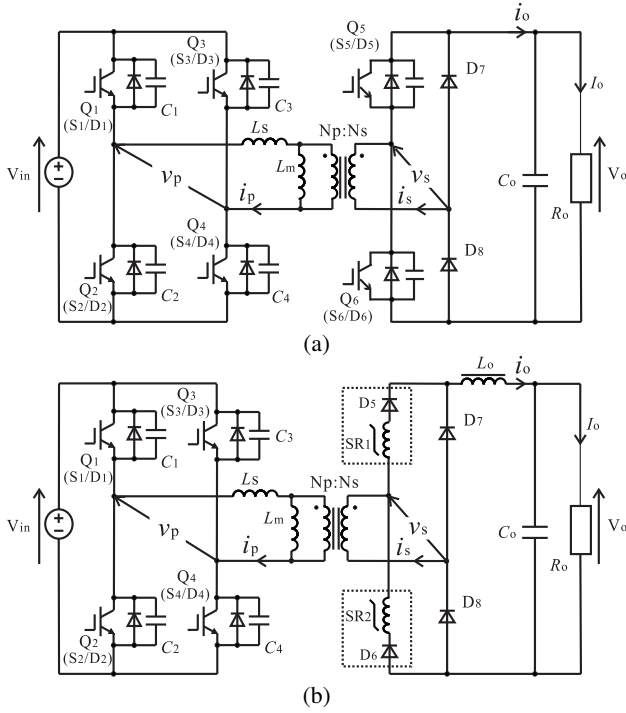 Q3
(S3/D3)
C3
Q1
(S1/D1)
C1
Vin
vp
Ls
Lm
Np:Ns
ip
Q4
(S4/D4)
C4
Q2
(S2/D2)
C2
Q5
(S5/D5)
D7
vs
is
D8
Q6
(S6/D6)
io
Io
Co
Ro
Vo
(a)
Q3
(S3/D3)
C3
Q1
(S1/D1)
C1
Vin
vp
Ls
Lm
Np:Ns
ip
Q4
(S4/D4)
C4
Q2
(S2/D2)
C2
D5
SR1
D7
vs
is
SR2
D6
D8
Lo
io
Io
Co
Ro
Vo
(b)